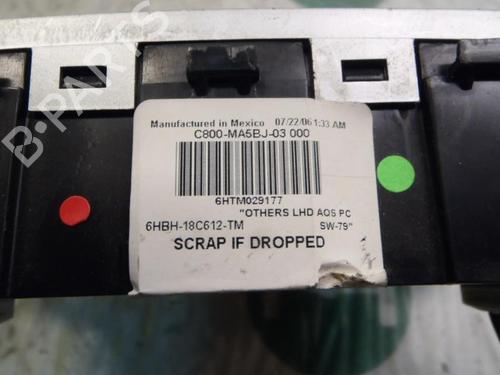 B-PARTS
Manufactured in Mexico 07/22/06 1:33 AM
C800-MA5BJ-03 000
6HTM029177
"OTHERS LHD AQS PC
6HBH-18C612-TM SW-79"
SCRAP IF DROPPED